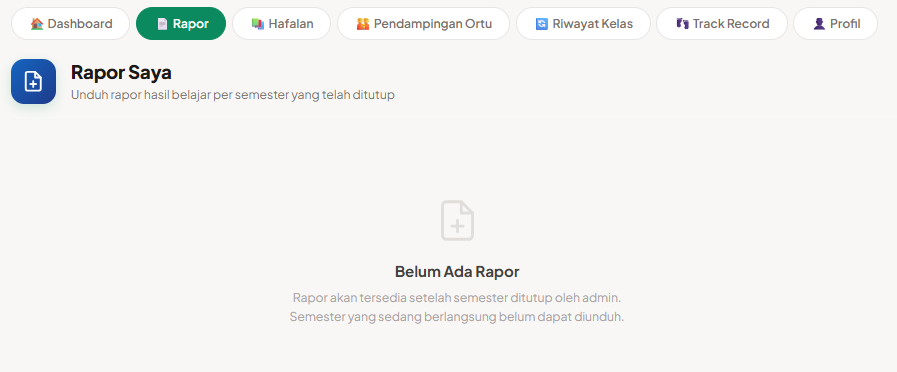 Dashboard
Rapor
Hafalan
Pendampingan Ortu
Riwayat Kelas
Track Record
Profil
Rapor Saya
Unduh rapor hasil belajar per semester yang telah ditutup
Belum Ada Rapor
Rapor akan tersedia setelah semester ditutup oleh admin.
Semester yang sedang berlangsung belum dapat diunduh.